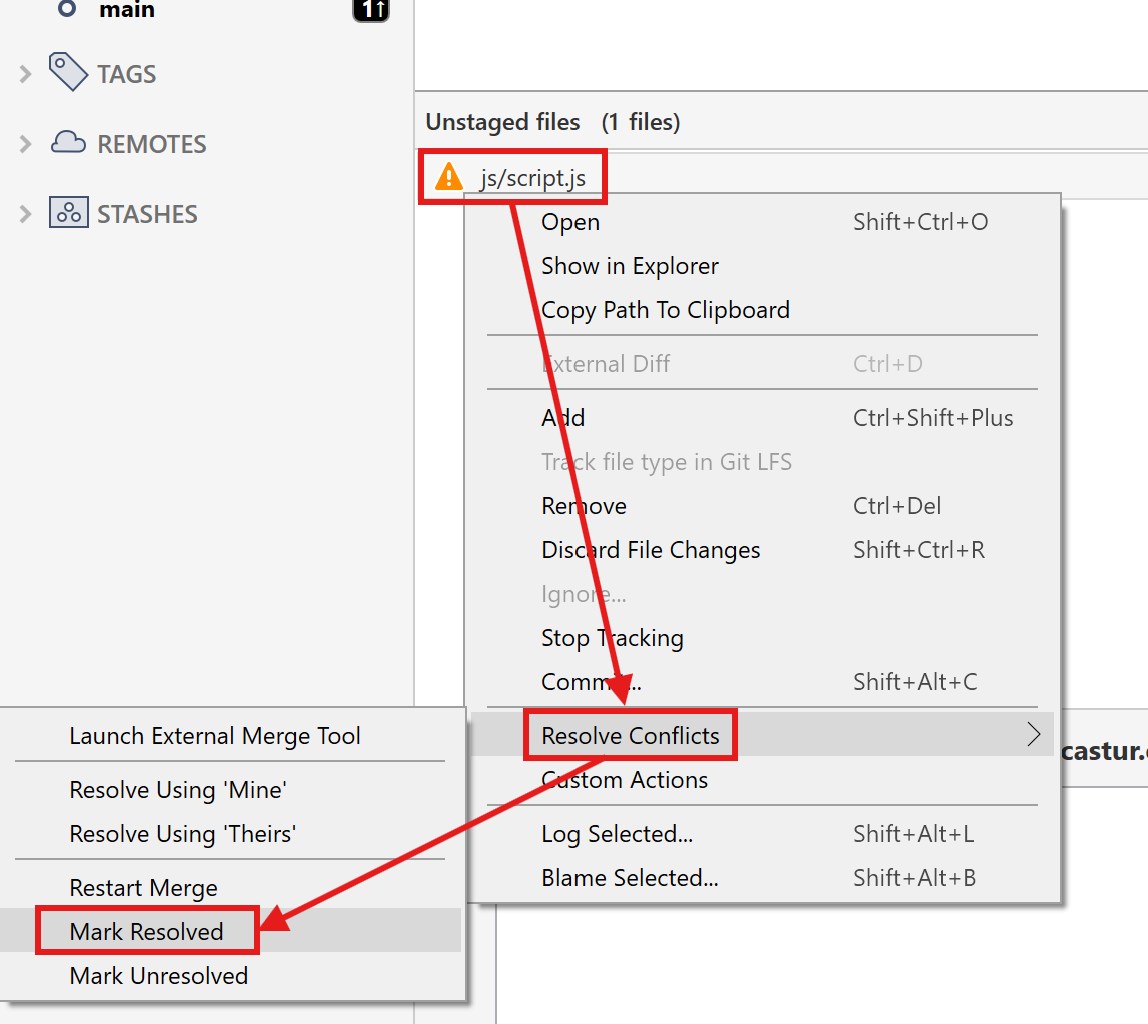 main 1↑
TAGS
REMOTES
STASHES
Unstaged files (1 files)
js/script.js
Open Shift+Ctrl+O
Show in Explorer
Copy Path To Clipboard
External Diff Ctrl+D
Add Ctrl+Shift+Plus
Track file type in Git LFS
Remove Ctrl+Del
Discard File Changes Shift+Ctrl+R
Ignore...
Stop Tracking
Commit... Shift+Alt+C
Resolve Conflicts
Custom Actions
Log Selected... Shift+Alt+L
Blame Selected... Shift+Alt+B
Launch External Merge Tool
Resolve Using 'Mine'
Resolve Using 'Theirs'
Restart Merge
Mark Resolved
Mark Unresolved
castur.